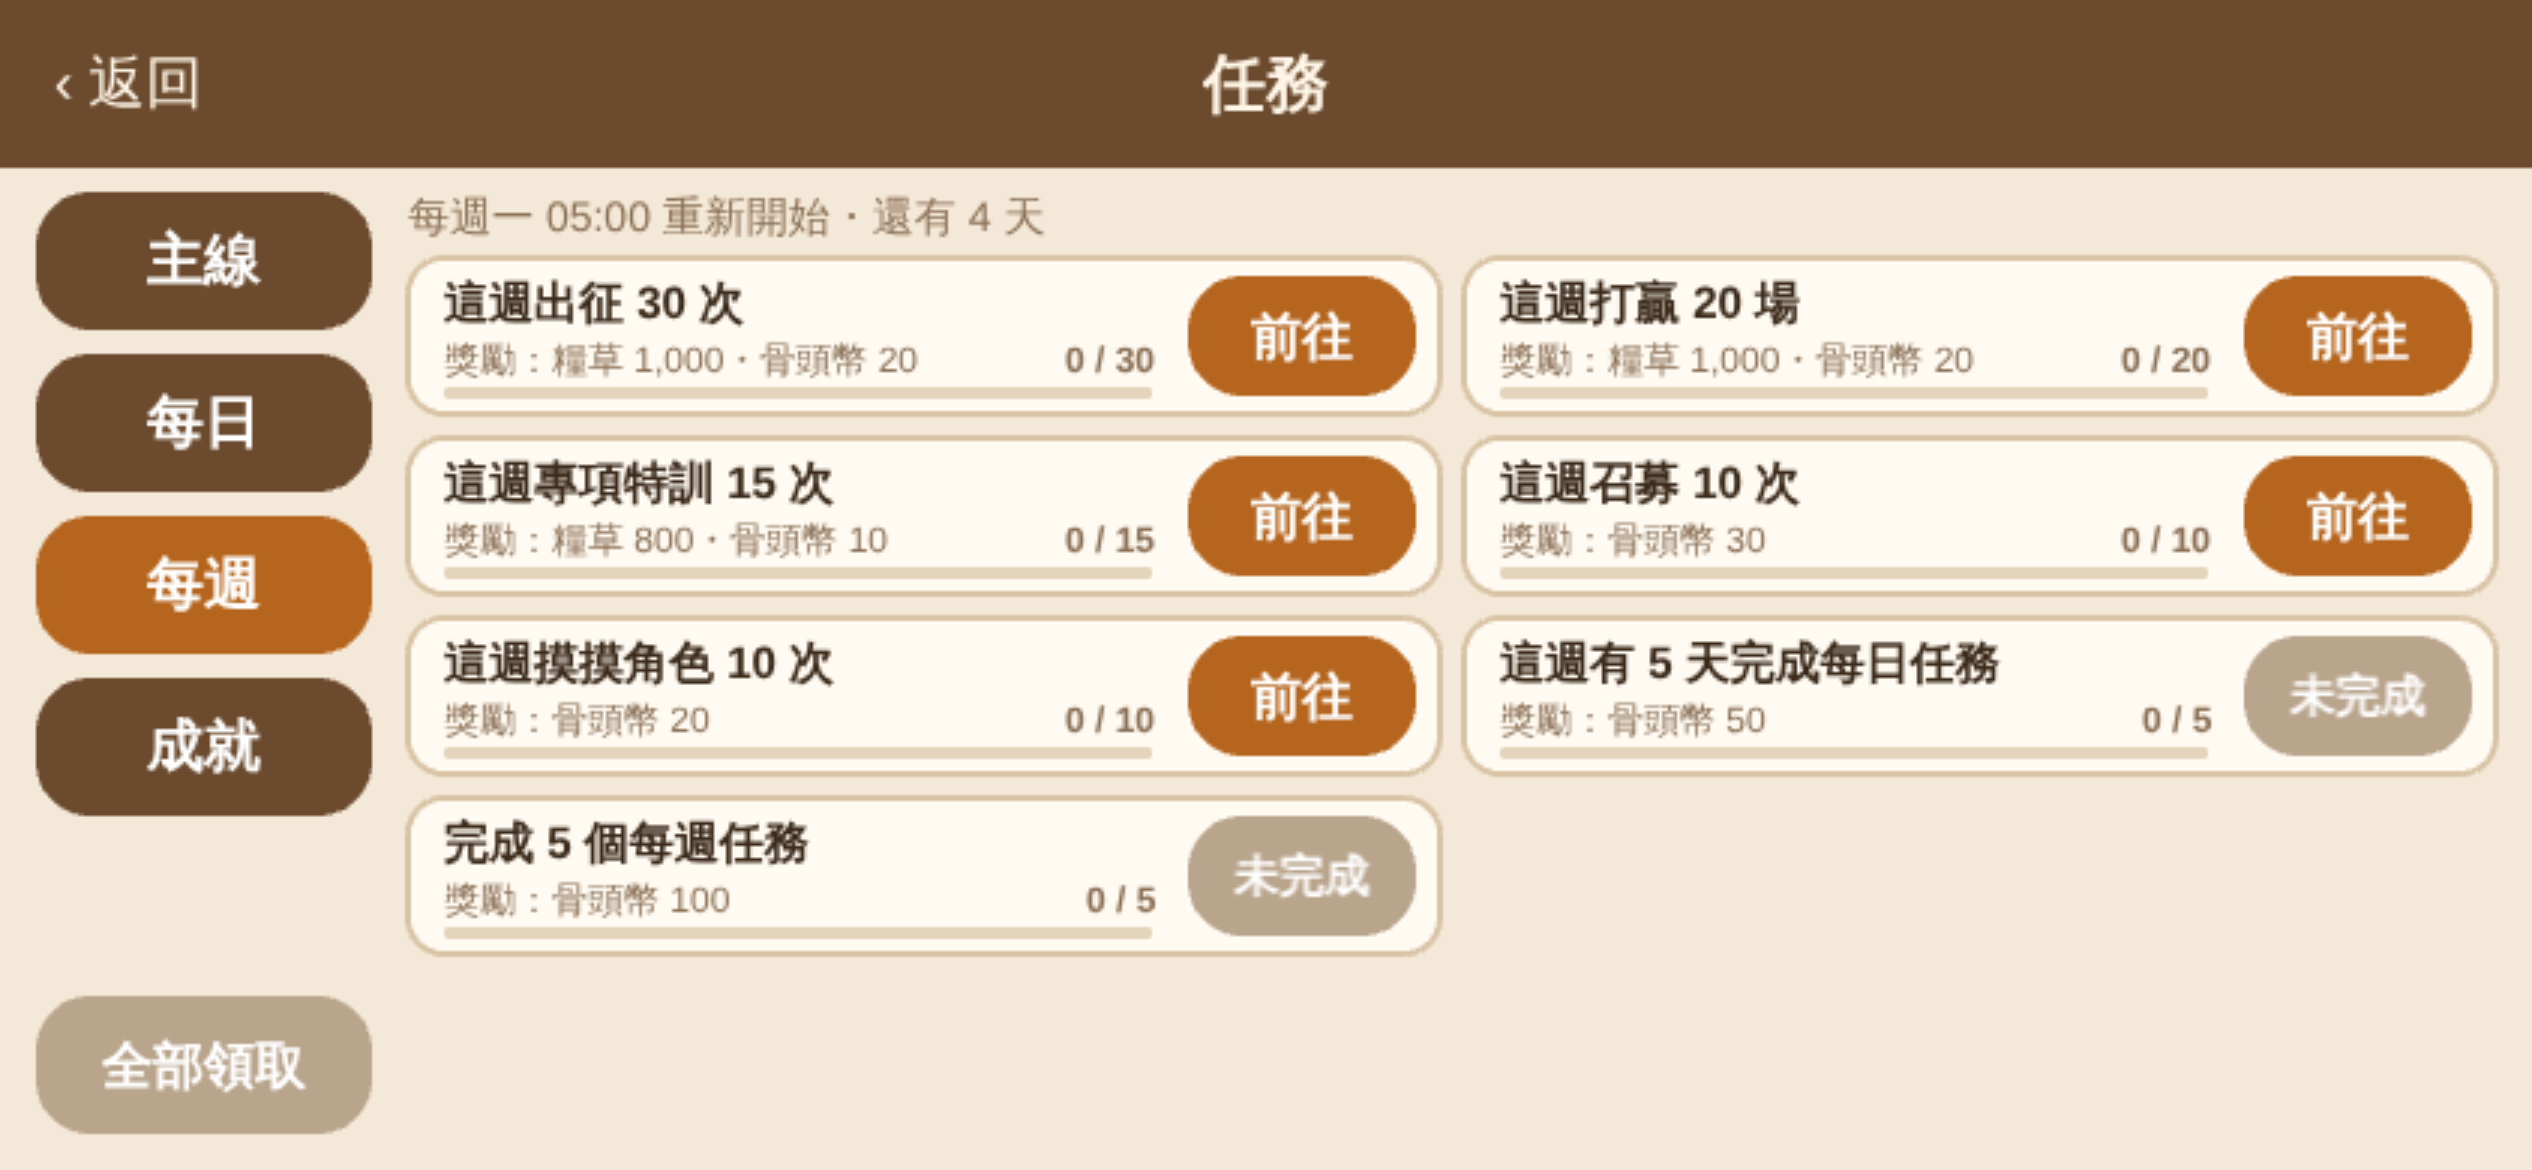 ‹ 返回
任務
主線
每日
每週
成就
全部領取
每週一 05:00 重新開始・還有 4 天
這週出征 30 次
獎勵：糧草 1,000・骨頭幣 20
0 / 30
前往
這週打贏 20 場
獎勵：糧草 1,000・骨頭幣 20
0 / 20
前往
這週專項特訓 15 次
獎勵：糧草 800・骨頭幣 10
0 / 15
前往
這週召募 10 次
獎勵：骨頭幣 30
0 / 10
前往
這週摸摸角色 10 次
獎勵：骨頭幣 20
0 / 10
前往
這週有 5 天完成每日任務
獎勵：骨頭幣 50
0 / 5
未完成
完成 5 個每週任務
獎勵：骨頭幣 100
0 / 5
未完成